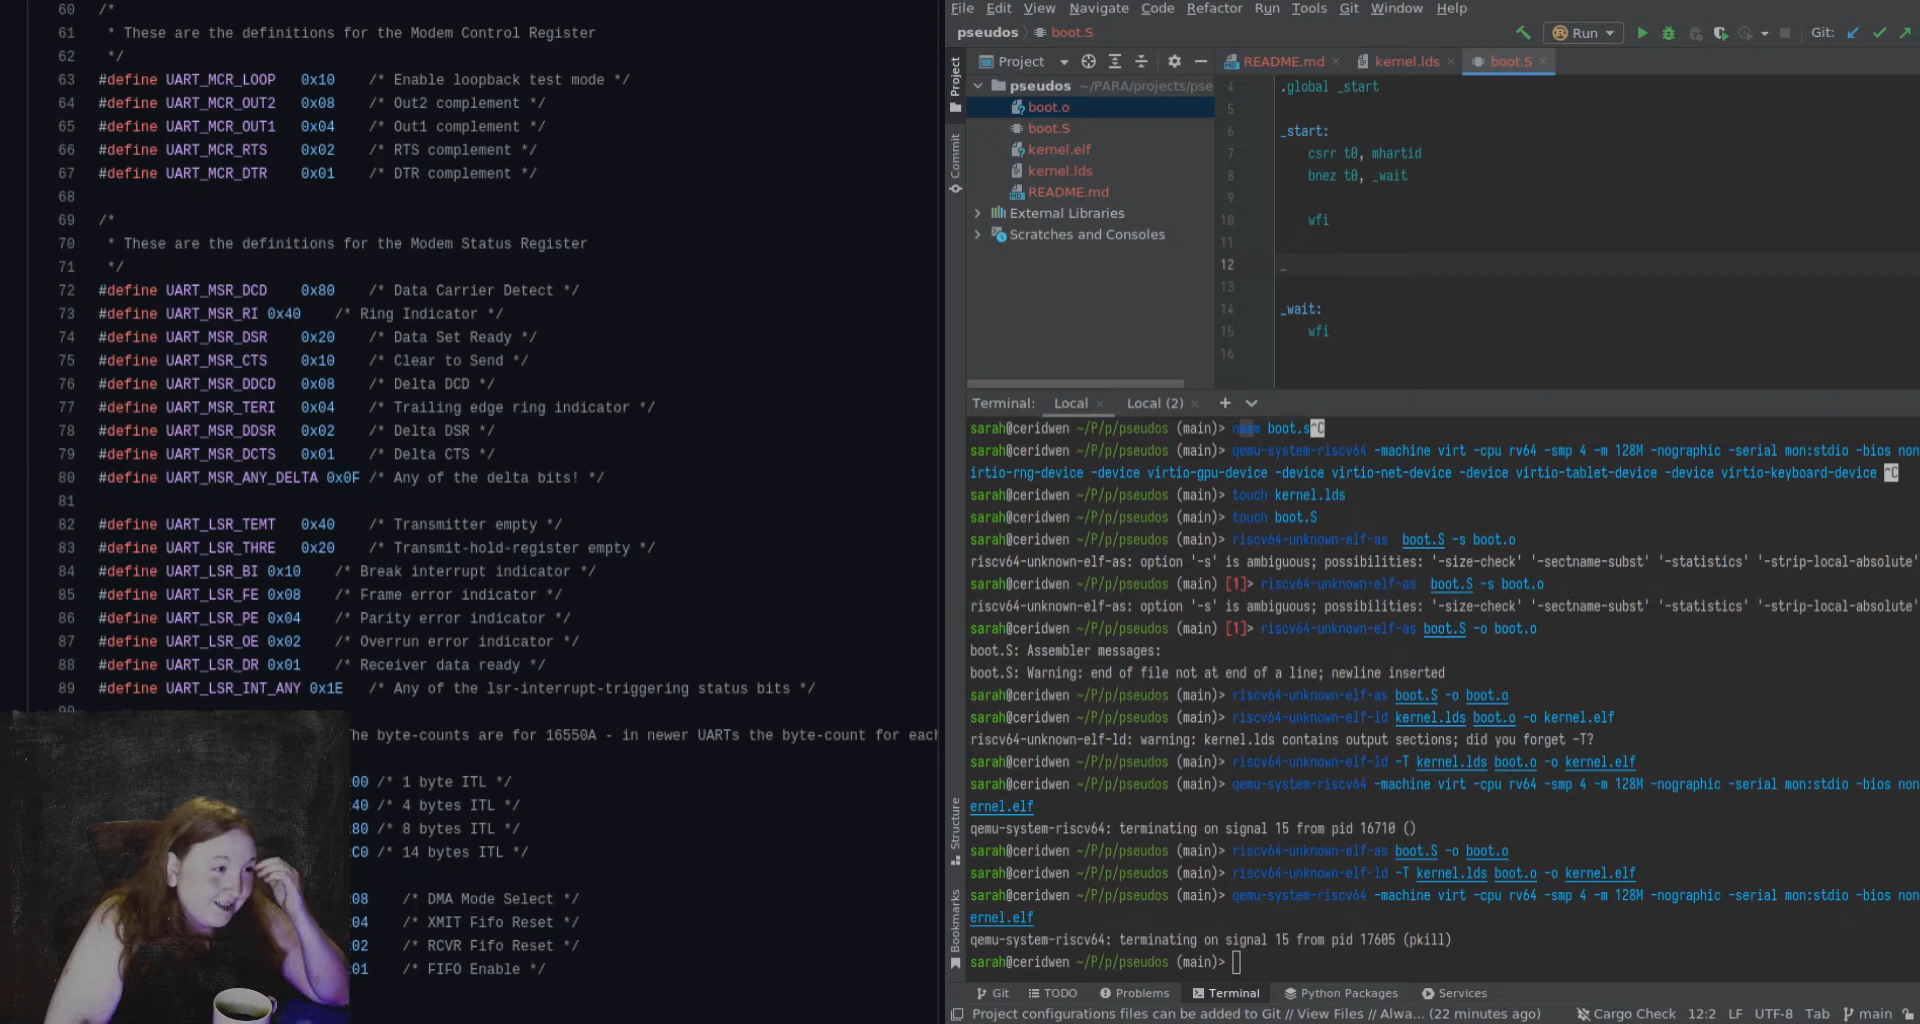 60 /*
61 * These are the definitions for the Modem Control Register
62 */
63 #define UART_MCR_LOOP 0x10 /* Enable loopback test mode */
64 #define UART_MCR_OUT2 0x08 /* Out2 complement */
65 #define UART_MCR_OUT1 0x04 /* Out1 complement */
66 #define UART_MCR_RTS 0x02 /* RTS complement */
67 #define UART_MCR_DTR 0x01 /* DTR complement */
68
69 /*
70 * These are the definitions for the Modem Status Register
71 */
72 #define UART_MSR_DCD 0x80 /* Data Carrier Detect */
73 #define UART_MSR_RI 0x40 /* Ring Indicator */
74 #define UART_MSR_DSR 0x20 /* Data Set Ready */
75 #define UART_MSR_CTS 0x10 /* Clear to Send */
76 #define UART_MSR_DDCD 0x08 /* Delta DCD */
77 #define UART_MSR_TERI 0x04 /* Trailing edge ring indicator */
78 #define UART_MSR_DDSR 0x02 /* Delta DSR */
79 #define UART_MSR_DCTS 0x01 /* Delta CTS */
80 #define UART_MSR_ANY_DELTA 0x0F /* Any of the delta bits! */
81
82 #define UART_LSR_TEMT 0x40 /* Transmitter empty */
83 #define UART_LSR_THRE 0x20 /* Transmit-hold-register empty */
84 #define UART_LSR_BI 0x10 /* Break interrupt indicator */
85 #define UART_LSR_FE 0x08 /* Frame error indicator */
86 #define UART_LSR_PE 0x04 /* Parity error indicator */
87 #define UART_LSR_OE 0x02 /* Overrun error indicator */
88 #define UART_LSR_DR 0x01 /* Receiver data ready */
89 #define UART_LSR_INT_ANY 0x1E /* Any of the lsr-interrupt-triggering status bits */
90
he byte-counts are for 16550A - in newer UARTs the byte-count for each
00 /* 1 byte ITL */
40 /* 4 bytes ITL */
80 /* 8 bytes ITL */
C0 /* 14 bytes ITL */
08 /* DMA Mode Select */
04 /* XMIT Fifo Reset */
02 /* RCVR Fifo Reset */
01 /* FIFO Enable */
File Edit View Navigate Code Refactor Run Tools Git Window Help
pseudos boot.S Run Git:
Project
Commit
Project
README.md kernel.lds boot.S
pseudos ~/PARA/projects/pse
boot.o
boot.S
kernel.elf
kernel.lds
README.md
External Libraries
Scratches and Consoles
4 .global _start
5
6 _start:
7 csrr t0, mhartid
8 bnez t0, _wait
9
10 wfi
11
12 _
13
14 _wait:
15 wfi
16
Terminal: Local Local (2)
sarah@ceridwen ~/P/p/pseudos (main)> nasm boot.s^C
sarah@ceridwen ~/P/p/pseudos (main)> qemu-system-riscv64 -machine virt -cpu rv64 -smp 4 -m 128M -nographic -serial mon:stdio -bios non
irtio-rng-device -device virtio-gpu-device -device virtio-net-device -device virtio-tablet-device -device virtio-keyboard-device ^C
sarah@ceridwen ~/P/p/pseudos (main)> touch kernel.lds
sarah@ceridwen ~/P/p/pseudos (main)> touch boot.S
sarah@ceridwen ~/P/p/pseudos (main)> riscv64-unknown-elf-as boot.S -s boot.o
riscv64-unknown-elf-as: option '-s' is ambiguous; possibilities: '-size-check' '-sectname-subst' '-statistics' '-strip-local-absolute'
sarah@ceridwen ~/P/p/pseudos (main) [1]> riscv64-unknown-elf-as boot.S -s boot.o
riscv64-unknown-elf-as: option '-s' is ambiguous; possibilities: '-size-check' '-sectname-subst' '-statistics' '-strip-local-absolute'
sarah@ceridwen ~/P/p/pseudos (main) [1]> riscv64-unknown-elf-as boot.S -o boot.o
boot.S: Assembler messages:
boot.S: Warning: end of file not at end of a line; newline inserted
sarah@ceridwen ~/P/p/pseudos (main)> riscv64-unknown-elf-as boot.S -o boot.o
sarah@ceridwen ~/P/p/pseudos (main)> riscv64-unknown-elf-ld kernel.lds boot.o -o kernel.elf
riscv64-unknown-elf-ld: warning: kernel.lds contains output sections; did you forget -T?
sarah@ceridwen ~/P/p/pseudos (main)> riscv64-unknown-elf-ld -T kernel.lds boot.o -o kernel.elf
sarah@ceridwen ~/P/p/pseudos (main)> qemu-system-riscv64 -machine virt -cpu rv64 -smp 4 -m 128M -nographic -serial mon:stdio -bios non
ernel.elf
qemu-system-riscv64: terminating on signal 15 from pid 16710 ()
sarah@ceridwen ~/P/p/pseudos (main)> riscv64-unknown-elf-as boot.S -o boot.o
sarah@ceridwen ~/P/p/pseudos (main)> riscv64-unknown-elf-ld -T kernel.lds boot.o -o kernel.elf
sarah@ceridwen ~/P/p/pseudos (main)> qemu-system-riscv64 -machine virt -cpu rv64 -smp 4 -m 128M -nographic -serial mon:stdio -bios non
ernel.elf
qemu-system-riscv64: terminating on signal 15 from pid 17605 (pkill)
sarah@ceridwen ~/P/p/pseudos (main)>
Structure
Bookmarks
Git TODO Problems Terminal Python Packages Services
Project configurations files can be added to Git // View Files // Alwa... (22 minutes ago) Cargo Check 12:2 LF UTF-8 Tab main